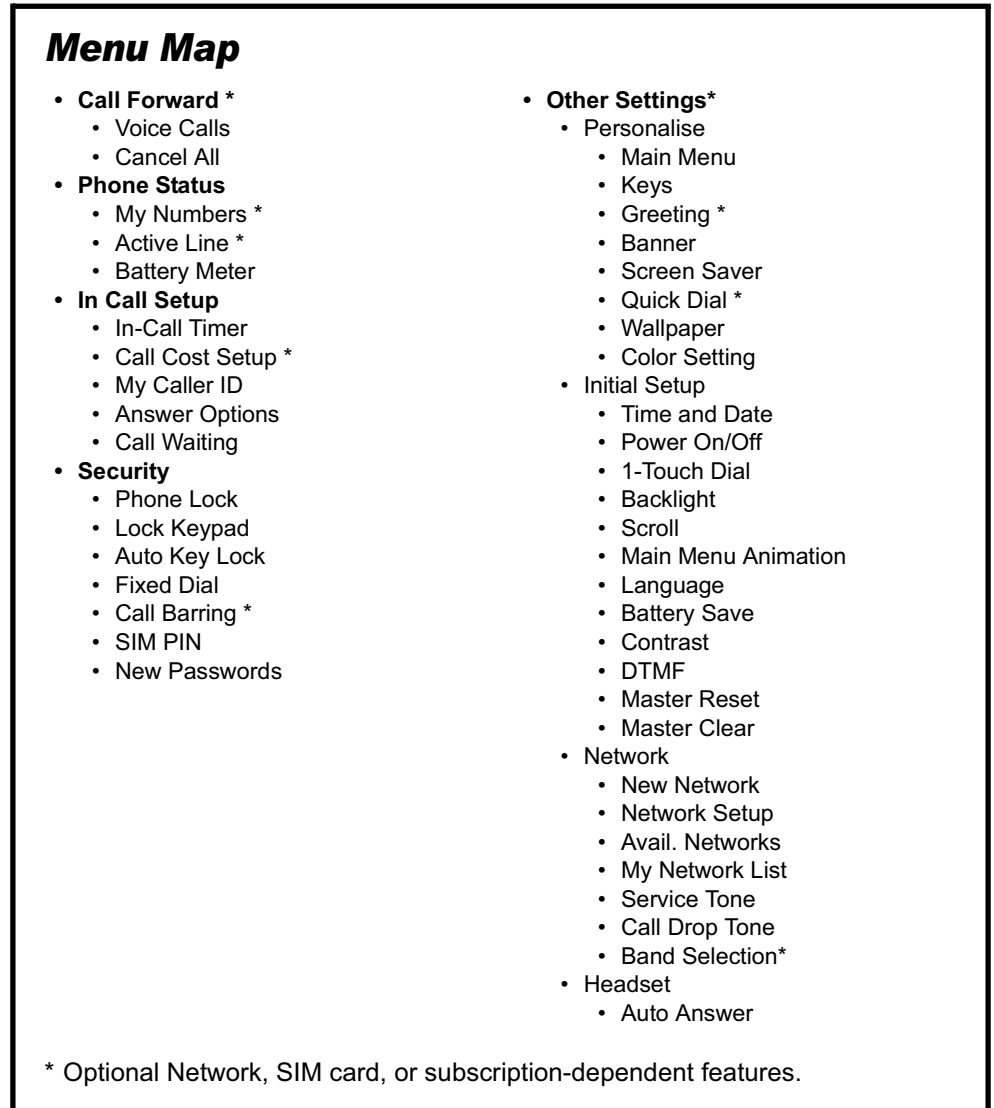 Menu Map
• Call Forward *
• Voice Calls
• Cancel All
• Phone Status
• My Numbers *
• Active Line *
• Battery Meter
• In Call Setup
• In-Call Timer
• Call Cost Setup *
• My Caller ID
• Answer Options
• Call Waiting
• Security
• Phone Lock
• Lock Keypad
• Auto Key Lock
• Fixed Dial
• Call Barring *
• SIM PIN
• New Passwords
• Other Settings*
• Personalise
• Main Menu
• Keys
• Greeting *
• Banner
• Screen Saver
• Quick Dial *
• Wallpaper
• Color Setting
• Initial Setup
• Time and Date
• Power On/Off
• 1-Touch Dial
• Backlight
• Scroll
• Main Menu Animation
• Language
• Battery Save
• Contrast
• DTMF
• Master Reset
• Master Clear
• Network
• New Network
• Network Setup
• Avail. Networks
• My Network List
• Service Tone
• Call Drop Tone
• Band Selection*
• Headset
• Auto Answer
* Optional Network, SIM card, or subscription-dependent features.